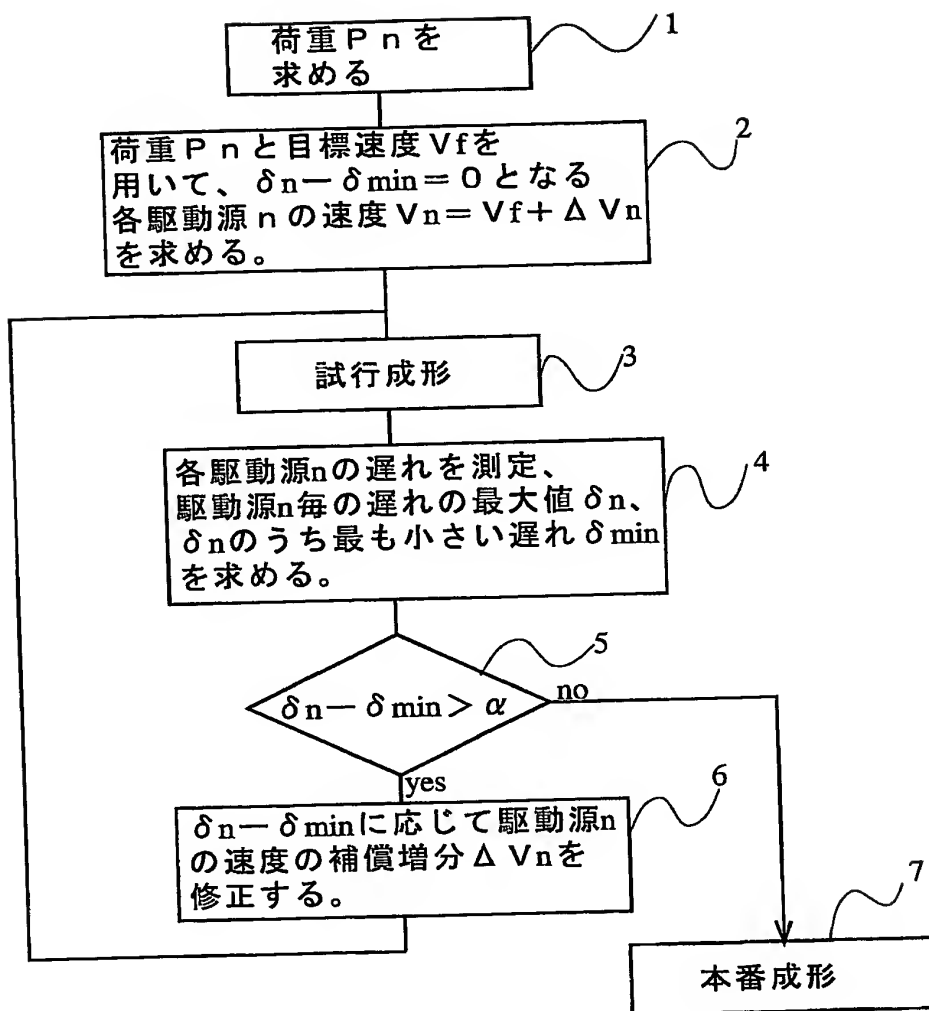 荷重Pnを
求める
1
荷重Pnと目標速度Vfを
用いて、δn－δmin＝0となる
各駆動源nの速度Vn＝Vf＋ΔVn
を求める。
2
試行成形
3
各駆動源nの遅れを測定、
駆動源n毎の遅れの最大値δn、
δnのうち最も小さい遅れδmin
を求める。
4
δn－δmin＞α
5
no
yes
δn－δminに応じて駆動源n
の速度の補償増分ΔVnを
修正する。
6
本番成形
7